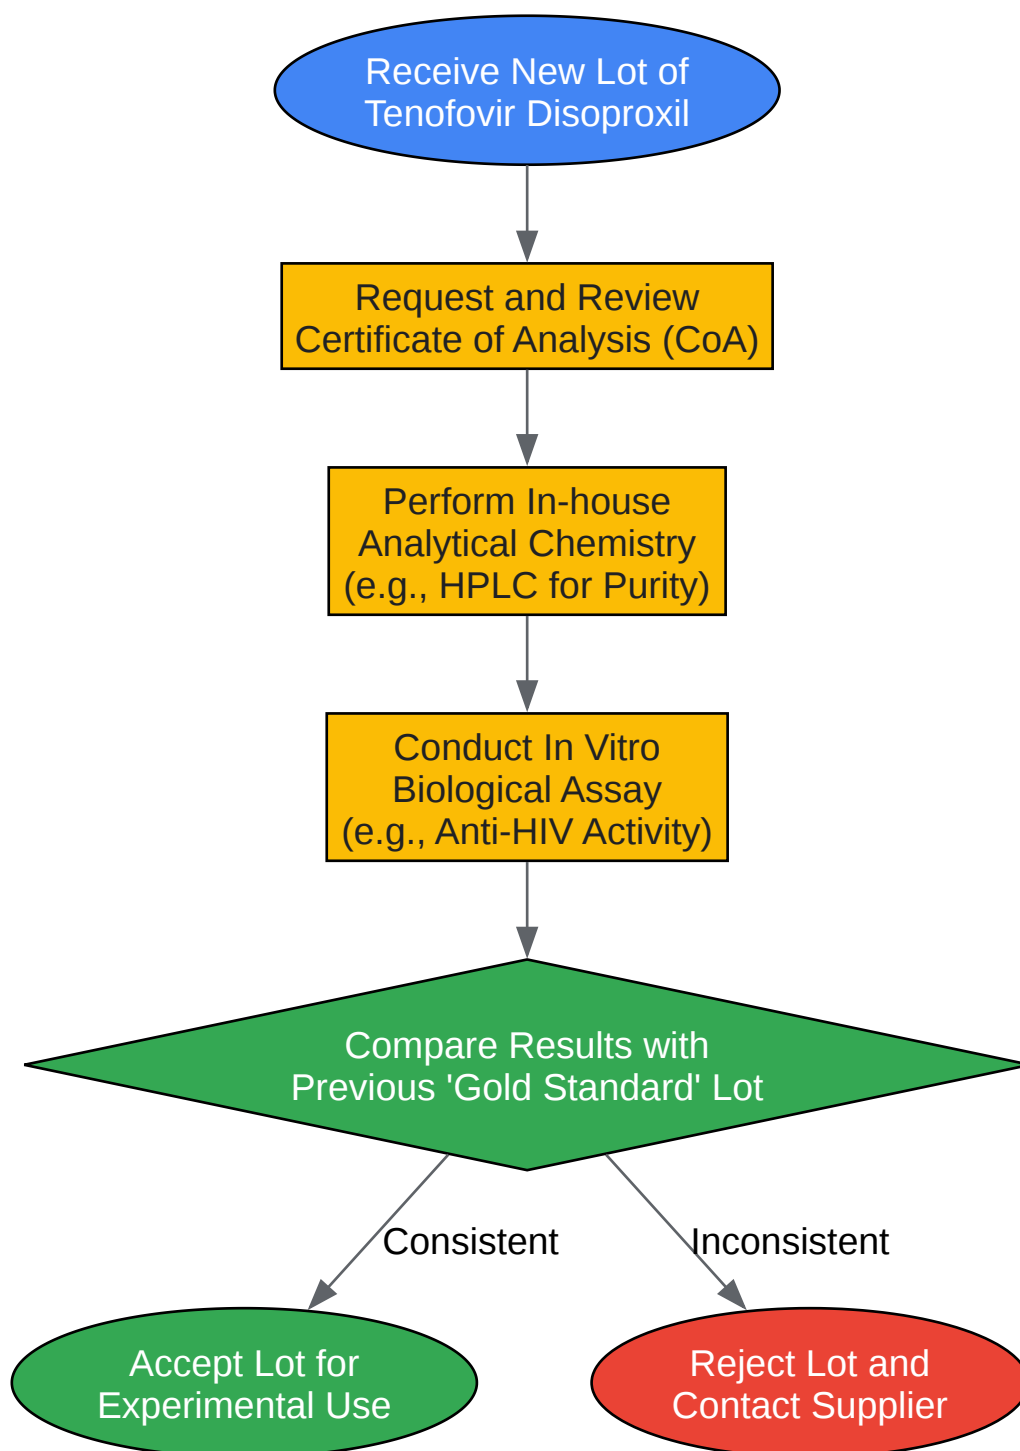 Receive New Lot of
Tenofovir Disoproxil
Request and Review
Certificate of Analysis (CoA)
Perform In-house
Analytical Chemistry
(e.g., HPLC for Purity)
Conduct In Vitro
Biological Assay
(e.g., Anti-HIV Activity)
Compare Results with
Previous 'Gold Standard' Lot
Consistent
Inconsistent
Accept Lot for
Experimental Use
Reject Lot and
Contact Supplier